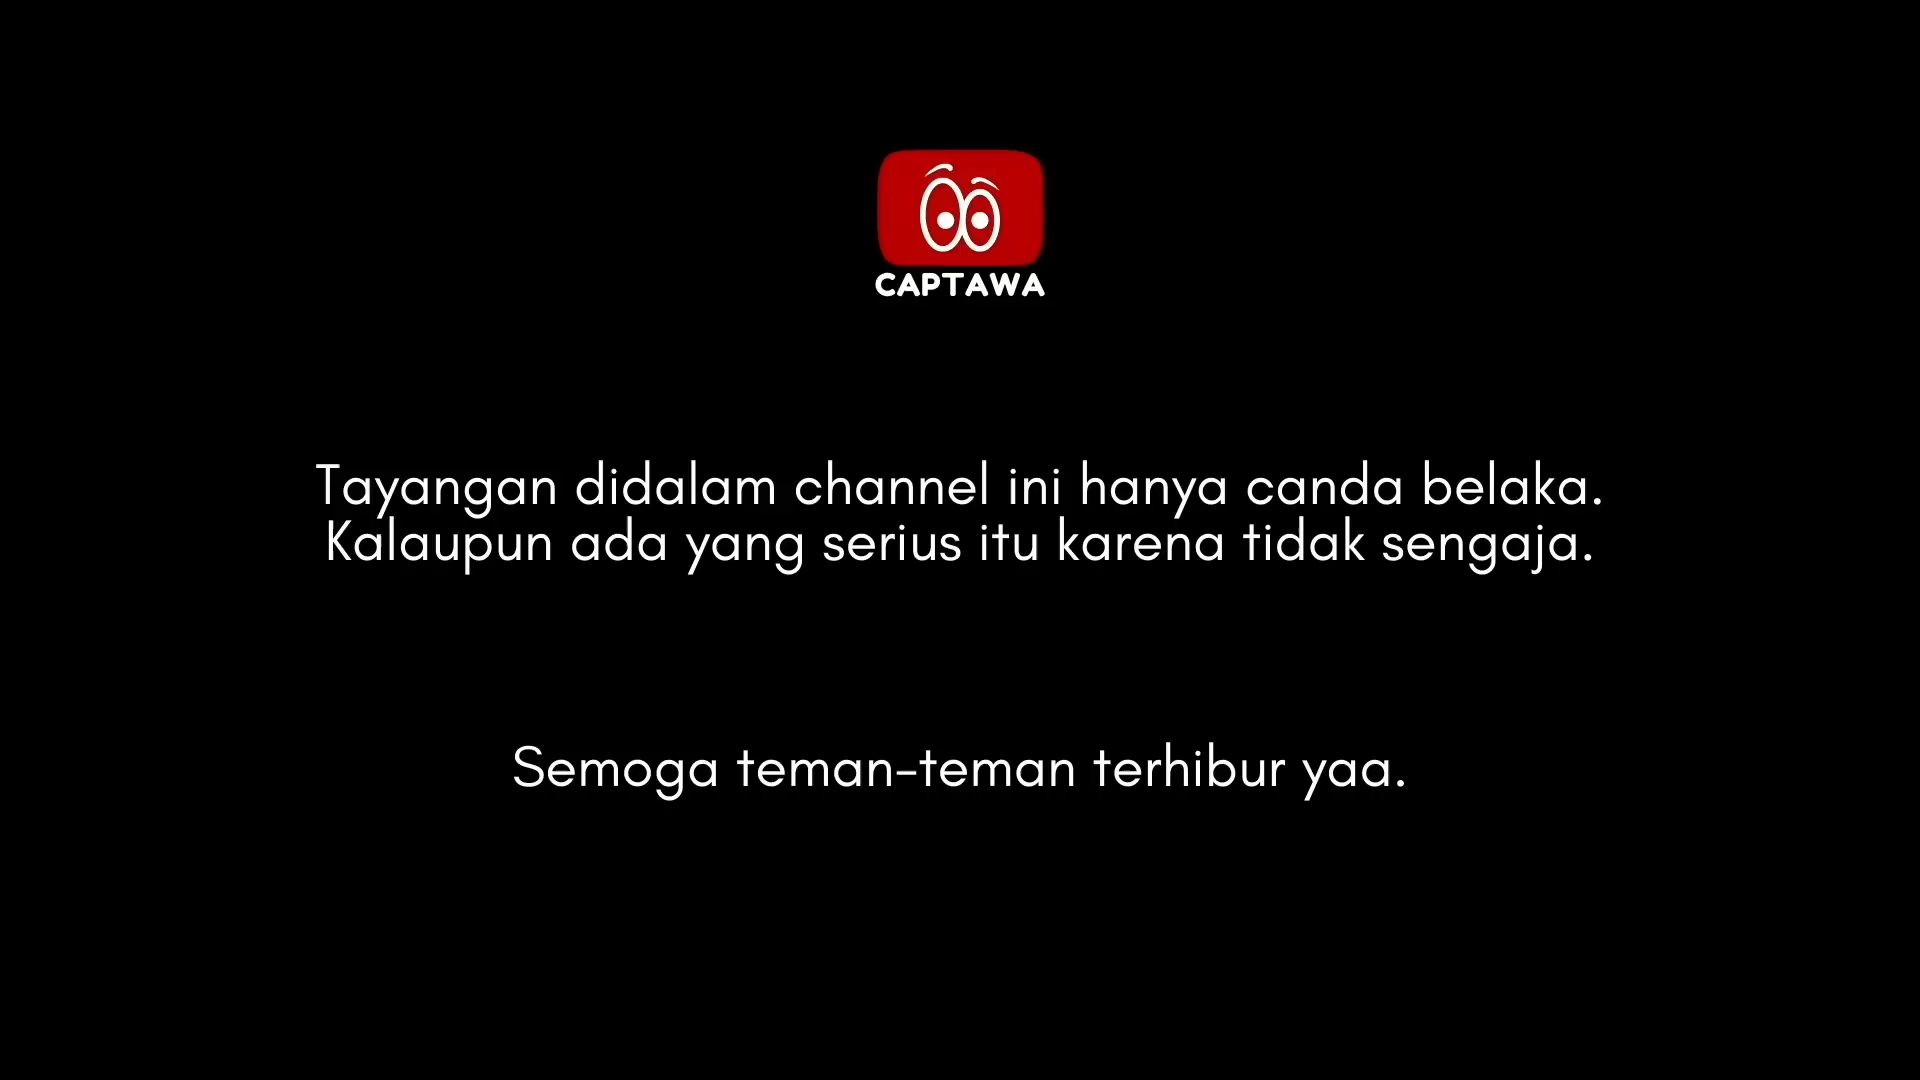 CAPTAWA
Tayangan didalam channel ini hanya canda belaka.
Kalaupun ada yang serius itu karena tidak sengaja.
Semoga teman-teman terhibur yaa.